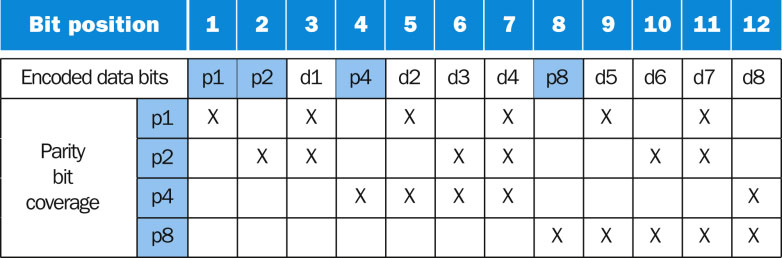 Bit position 1 2 3 4 5 6 7 8 9 10 11 12
Encoded data bits p1 p2 d1 p4 d2 d3 d4 p8 d5 d6 d7 d8
Parity bit coverage
p1 X X X X X X
p2 X X X X X X
p4 X X X X X
p8 X X X X X